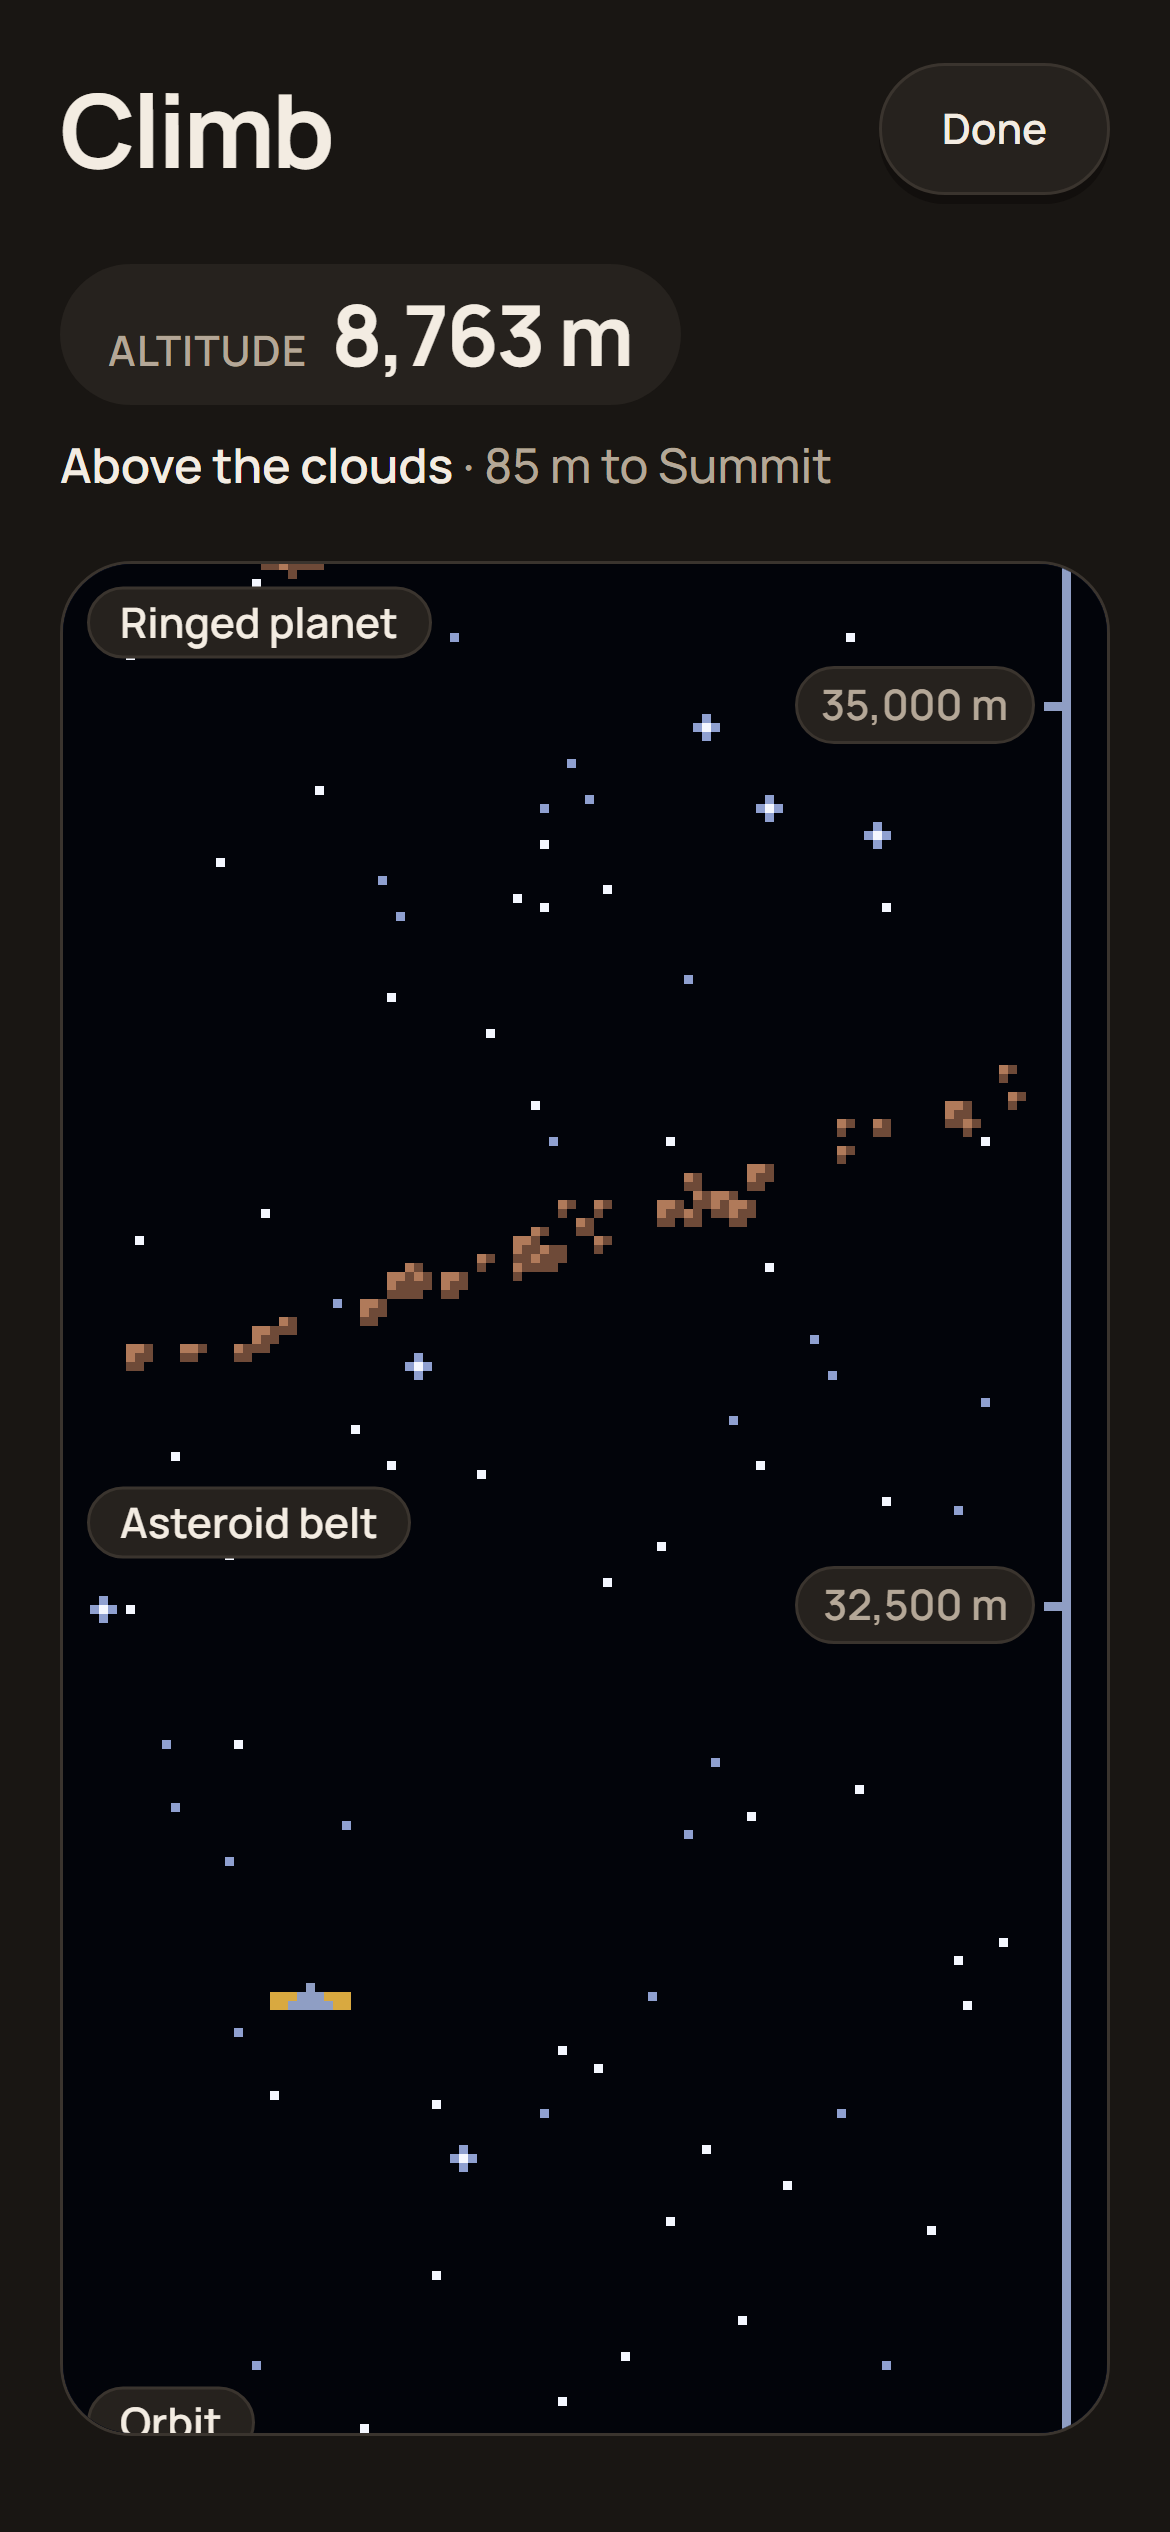 Climb
Done
ALTITUDE 8,763 m
Above the clouds · 85 m to Summit
Ringed planet
35,000 m
Asteroid belt
32,500 m
Orbit